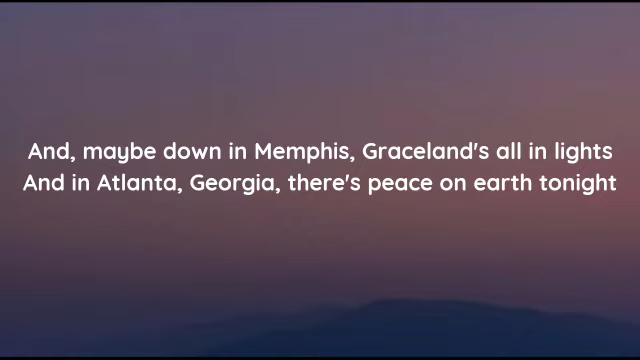 And, maybe down in Memphis, Graceland's all in lights
And in Atlanta, Georgia, there's peace on earth tonight